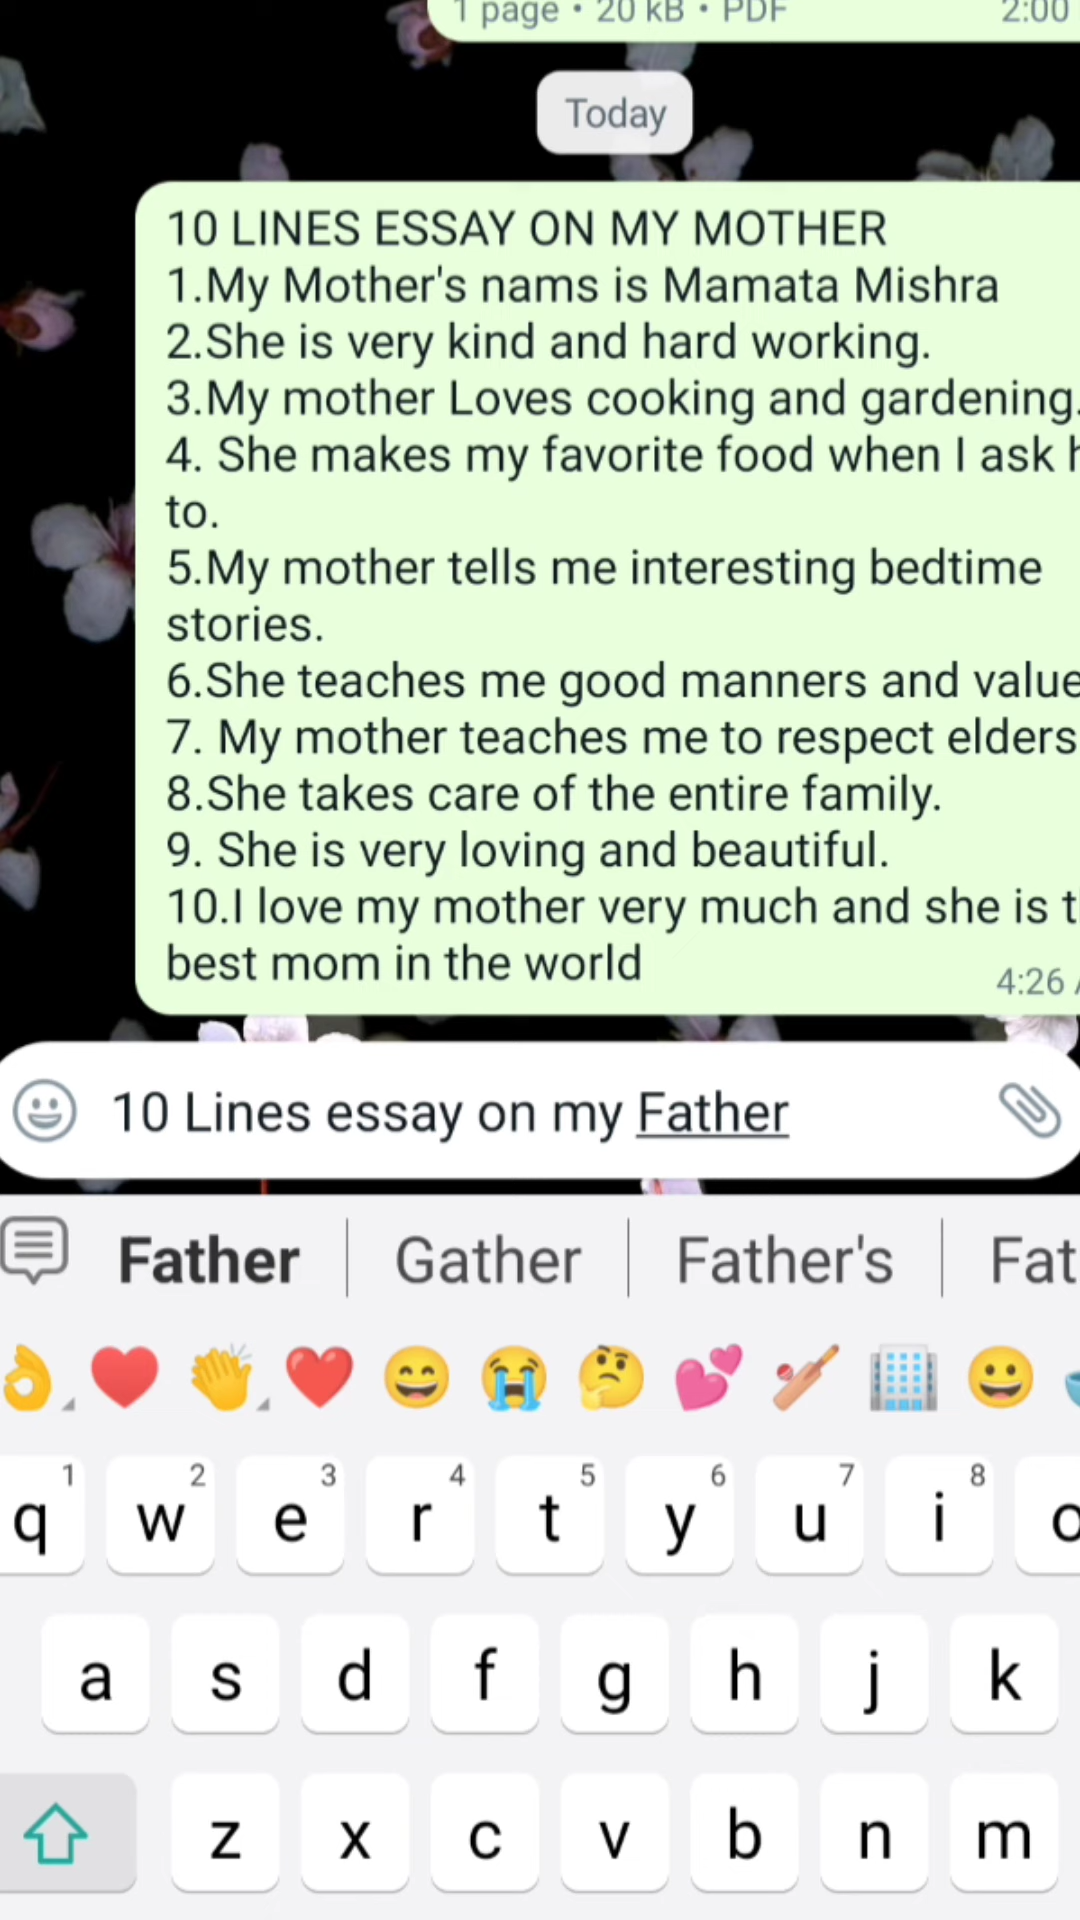 1 page • 20 kB • PDF 2:00
Today
10 LINES ESSAY ON MY MOTHER
1.My Mother's nams is Mamata Mishra
2.She is very kind and hard working.
3.My mother Loves cooking and gardening.
4. She makes my favorite food when I ask
to.
5.My mother tells me interesting bedtime
stories.
6.She teaches me good manners and value
7. My mother teaches me to respect elders
8.She takes care of the entire family.
9. She is very loving and beautiful.
10.I love my mother very much and she is
best mom in the world
4:26
10 Lines essay on my Father
Father Gather Father's Fat
1 2 3 4 5 6 7 8
q w e r t y u i o
a s d f g h j k
z x c v b n m